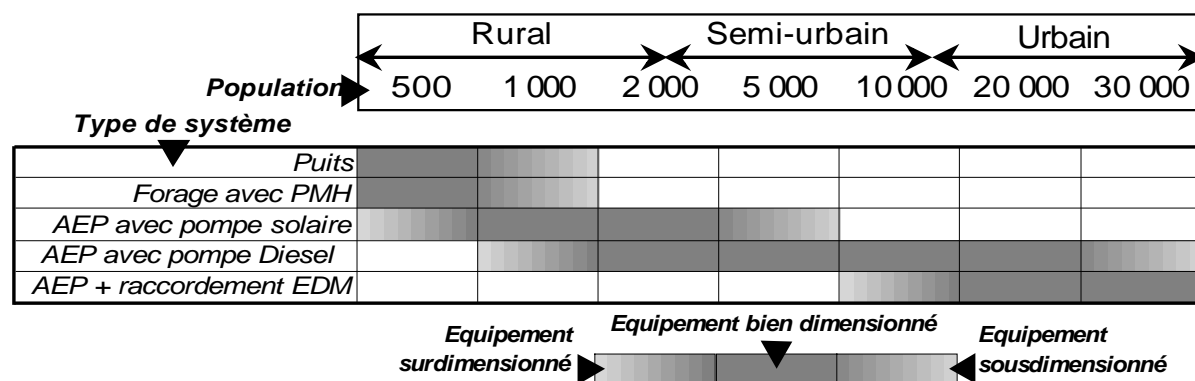 Rural Semi-urbain Urbain
Population 500 1 000 2 000 5 000 10 000 20 000 30 000
Type de système
Puits
Forage avec PMH
AEP avec pompe solaire
AEP avec pompe Diesel
AEP + raccordement EDM
Equipement surdimensionné
Equipement bien dimensionné
Equipement sousdimensionné